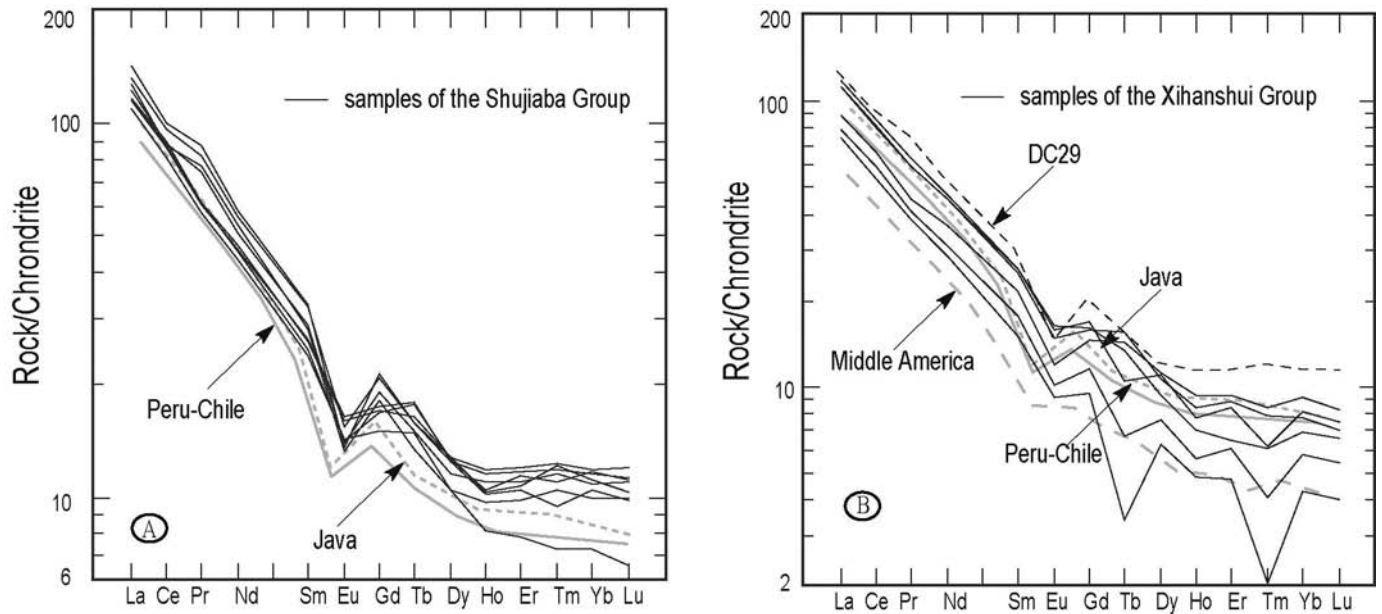 200
100
10
6
Rock/Chrondrite
samples of the Shujiaba Group
Peru-Chile
Java
A
La Ce Pr Nd Sm Eu Gd Tb Dy Ho Er Tm Yb Lu
200
100
10
2
Rock/Chrondrite
samples of the Xihanshui Group
DC29
Java
Middle America
Peru-Chile
B
La Ce Pr Nd Sm Eu Gd Tb Dy Ho Er Tm Yb Lu